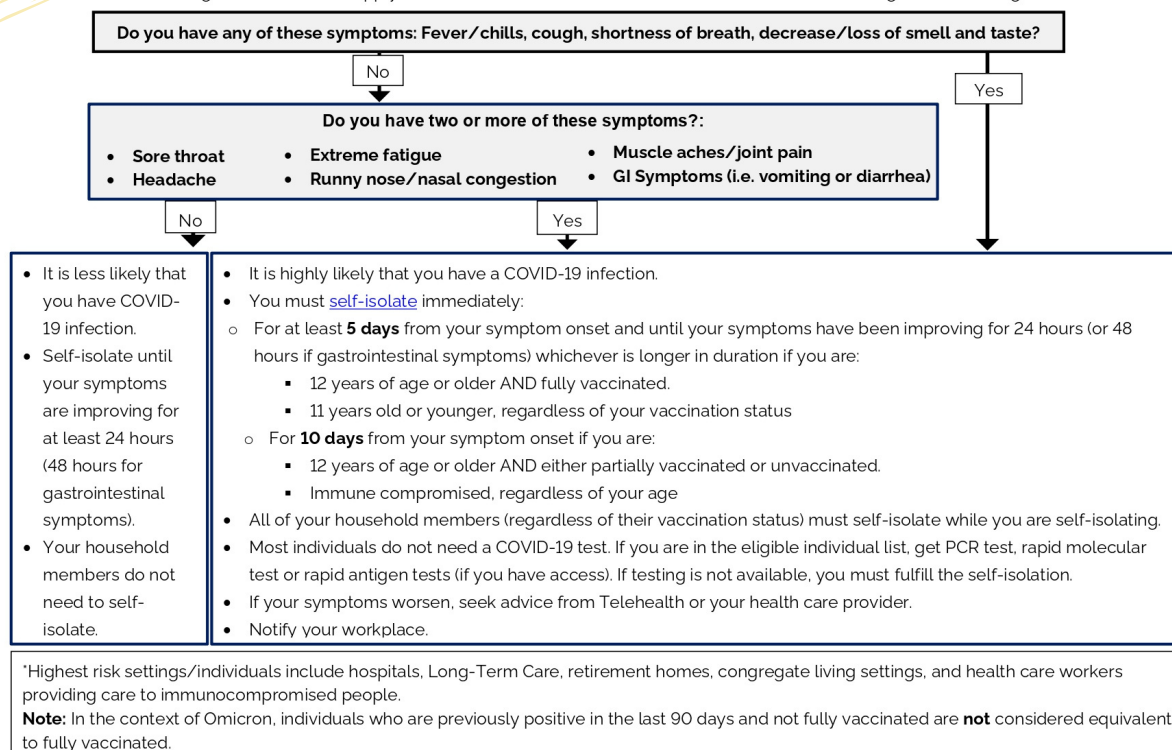 Do you have any of these symptoms: Fever/chills, cough, shortness of breath, decrease/loss of smell and taste?
No
Yes
Do you have two or more of these symptoms?:
• Sore throat
• Headache
• Extreme fatigue
• Runny nose/nasal congestion
• Muscle aches/joint pain
• GI Symptoms (i.e. vomiting or diarrhea)
No
Yes
• It is less likely that
you have COVID-
19 infection.
• Self-isolate until
your symptoms
are improving for
at least 24 hours
(48 hours for
gastrointestinal
symptoms).
• Your household
members do not
need to self-
isolate.
• It is highly likely that you have a COVID-19 infection.
• You must self-isolate immediately:
o For at least 5 days from your symptom onset and until your symptoms have been improving for 24 hours (or 48
hours if gastrointestinal symptoms) whichever is longer in duration if you are:
▪ 12 years of age or older AND fully vaccinated.
▪ 11 years old or younger, regardless of your vaccination status
o For 10 days from your symptom onset if you are:
▪ 12 years of age or older AND either partially vaccinated or unvaccinated.
▪ Immune compromised, regardless of your age
• All of your household members (regardless of their vaccination status) must self-isolate while you are self-isolating.
• Most individuals do not need a COVID-19 test. If you are in the eligible individual list, get PCR test, rapid molecular
test or rapid antigen tests (if you have access). If testing is not available, you must fulfill the self-isolation.
• If your symptoms worsen, seek advice from Telehealth or your health care provider.
• Notify your workplace.
*Highest risk settings/individuals include hospitals, Long-Term Care, retirement homes, congregate living settings, and health care workers
providing care to immunocompromised people.
Note: In the context of Omicron, individuals who are previously positive in the last 90 days and not fully vaccinated are not considered equivalent
to fully vaccinated.